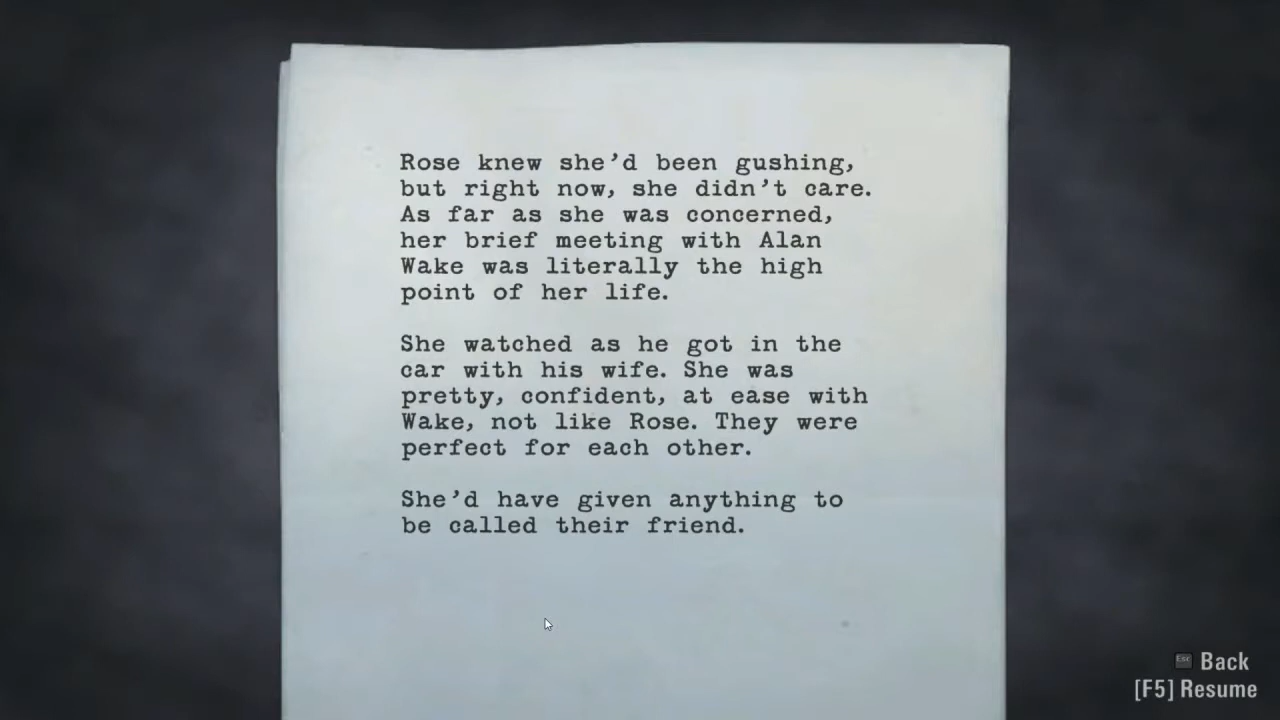 Rose knew she’d been gushing,
but right now, she didn’t care.
As far as she was concerned,
her brief meeting with Alan
Wake was literally the high
point of her life.
She watched as he got in the
car with his wife. She was
pretty, confident, at ease with
Wake, not like Rose. They were
perfect for each other.
She’d have given anything to
be called their friend.
Esc Back
[F5] Resume